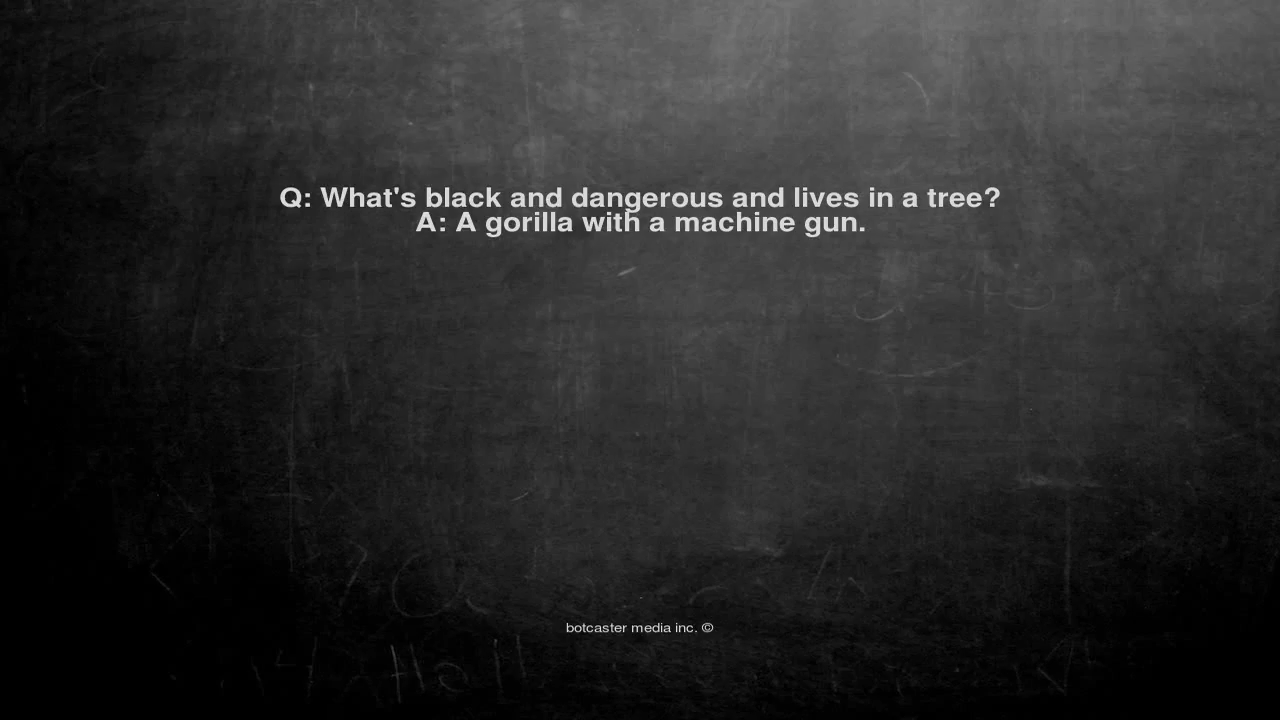 Q: What's black and dangerous and lives in a tree?
A: A gorilla with a machine gun.
botcaster media inc. ©